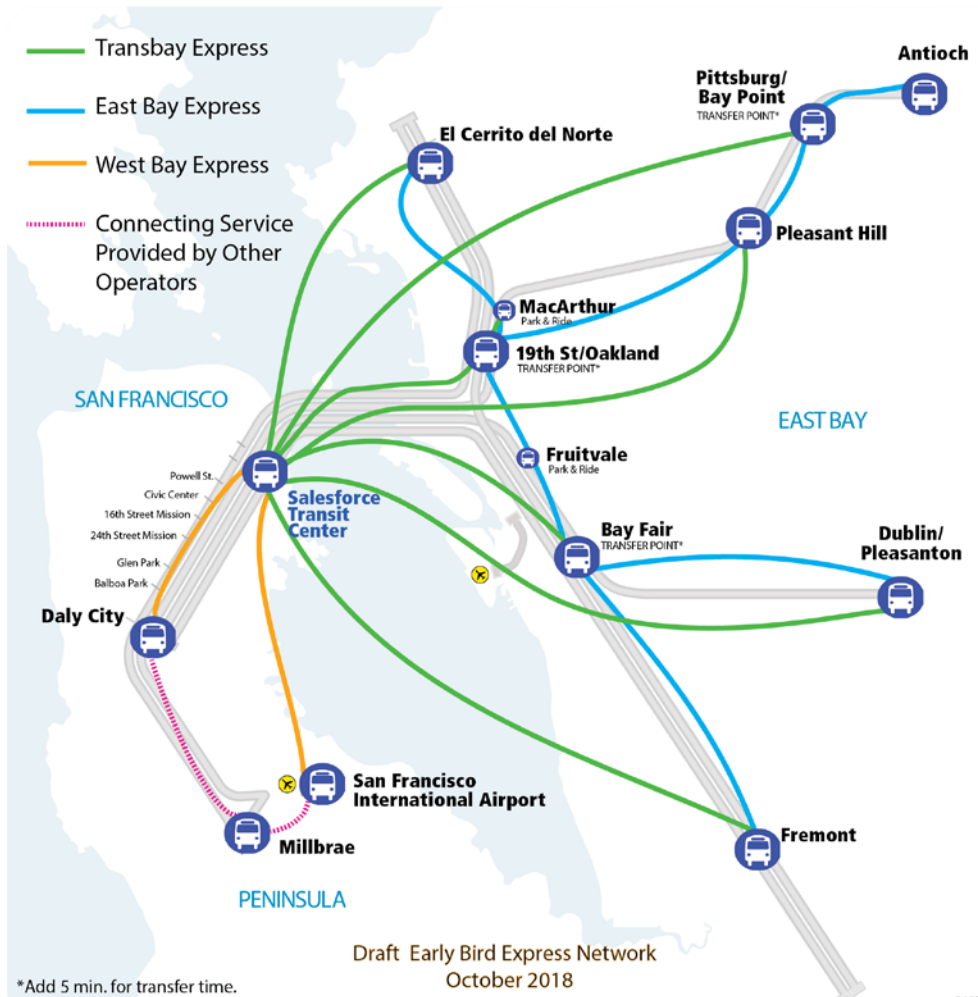 Transbay Express
East Bay Express
West Bay Express
Connecting Service
Provided by Other
Operators
Antioch
Pittsburg/
Bay Point
TRANSFER POINT*
El Cerrito del Norte
Pleasant Hill
MacArthur
Park & Ride
19th St/Oakland
TRANSFER POINT*
SAN FRANCISCO
EAST BAY
Fruitvale
Park & Ride
Powell St.
Civic Center
16th Street Mission
24th Street Mission
Glen Park
Balboa Park
Salesforce
Transit
Center
Bay Fair
TRANSFER POINT*
Dublin/
Pleasanton
Daly City
San Francisco
International Airport
Millbrae
Fremont
PENINSULA
Draft Early Bird Express Network
October 2018
*Add 5 min. for transfer time.